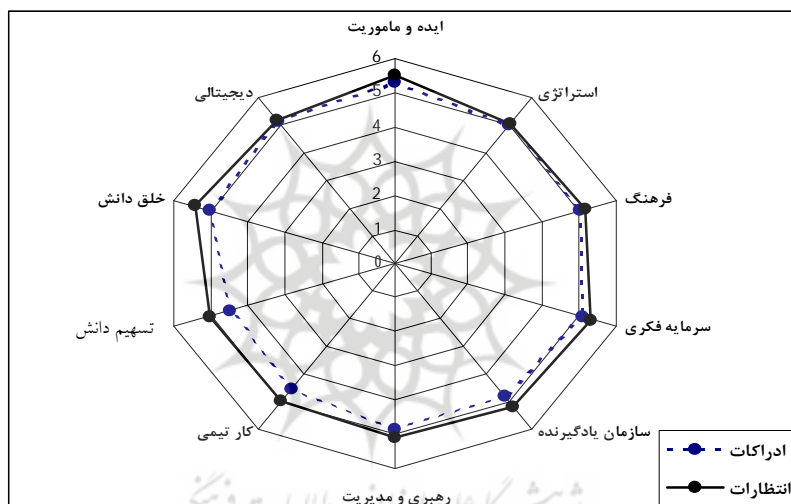 ایده و ماموریت
استراتژی
فرهنگ
سرمایه فکری
سازمان یادگیرنده
رهبری و مدیریت
کار تیمی
تسهیم دانش
خلق دانش
دیجیتالی
6
5
4
3
2
1
0
ادراکات
انتظارات